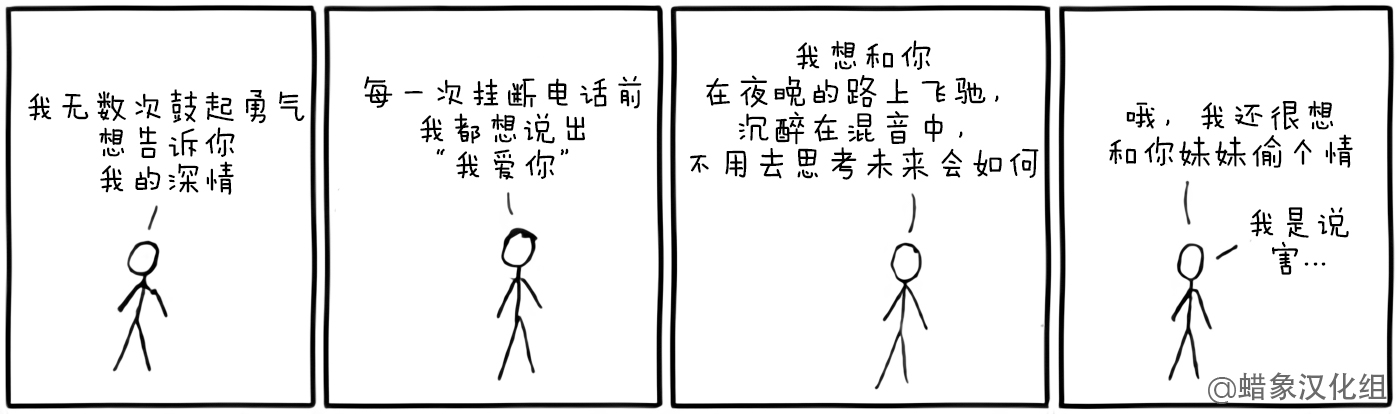 我无数次鼓起勇气
想告诉你
我的深情
每一次挂断电话前
我都想说出
“我爱你”
我想和你
在夜晚的路上飞驰，
沉醉在混音中，
不用去思考未来会如何
哦，我还很想
和你妹妹偷个情
我是说
害…
@蜡象汉化组